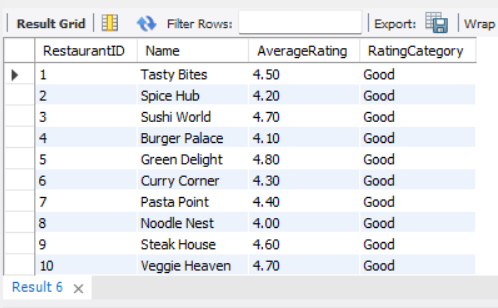 Result Grid Filter Rows: Export: Wrap
RestaurantID Name AverageRating RatingCategory
1 Tasty Bites 4.50 Good
2 Spice Hub 4.20 Good
3 Sushi World 4.70 Good
4 Burger Palace 4.10 Good
5 Green Delight 4.80 Good
6 Curry Corner 4.30 Good
7 Pasta Point 4.40 Good
8 Noodle Nest 4.00 Good
9 Steak House 4.60 Good
10 Veggie Heaven 4.70 Good
Result 6